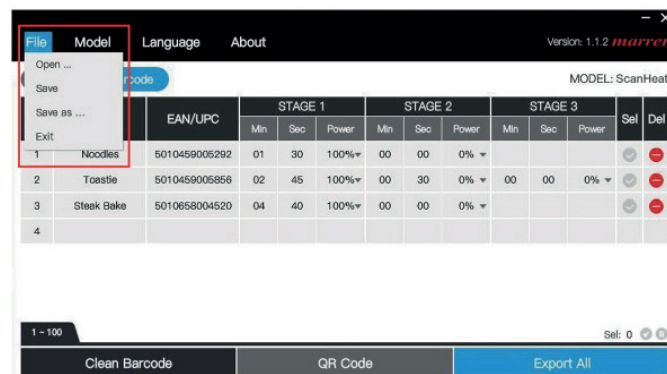 File Model Language About Version: 1.1.2 marren
Open ... code MODEL: ScanHeat
Save
Save as ... EAN/UPC STAGE 1 STAGE 2 STAGE 3 Sel Del
Exit Min Sec Power Min Sec Power Min Sec Power
1 Noodles 5010459005292 01 30 100% 00 00 0%
2 Toastie 5010459005856 02 45 100% 00 30 0% 00 00 0%
3 Steak Bake 5010658004520 04 40 100% 00 00 0%
4
1 - 100 Sel: 0
Clean Barcode QR Code Export All